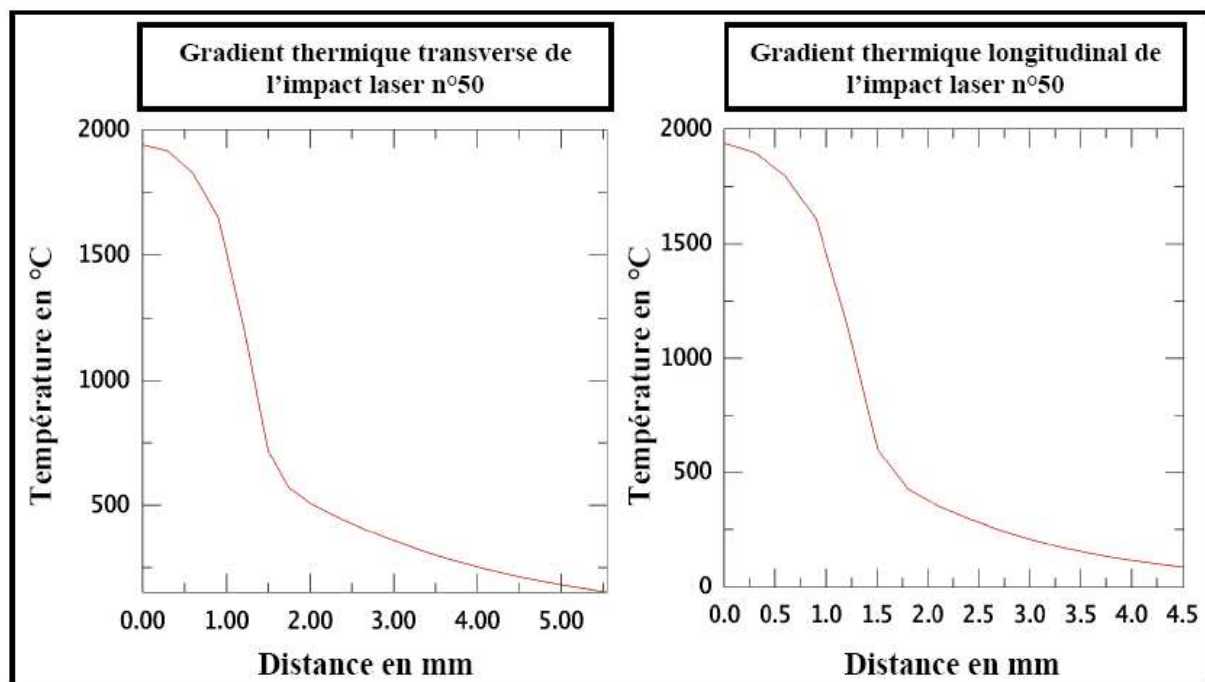 Gradient thermique transverse de
l'impact laser n°50
Température en °C
2000
1500
1000
500
0.00 1.00 2.00 3.00 4.00 5.00
Distance en mm
Gradient thermique longitudinal de
l'impact laser n°50
Température en °C
2000
1500
1000
500
0
0.0 0.5 1.0 1.5 2.0 2.5 3.0 3.5 4.0 4.5
Distance en mm